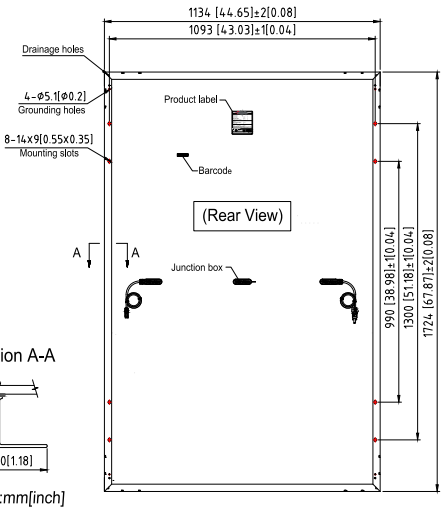 1134 [44.65]±2[0.08]
1093 [43.03]±1[0.04]
Drainage holes
4-Φ5.1[Φ0.2]
Grounding holes
8-14x9[0.55x0.35]
Mounting slots
Product label
Barcode
(Rear View)
A
A
Junction box
990 [38.98]±1[0.04]
1300 [51.18]±1[0.04]
1724 [67.87]±2[0.08]
ion A-A
0[1.18]
:mm[inch]